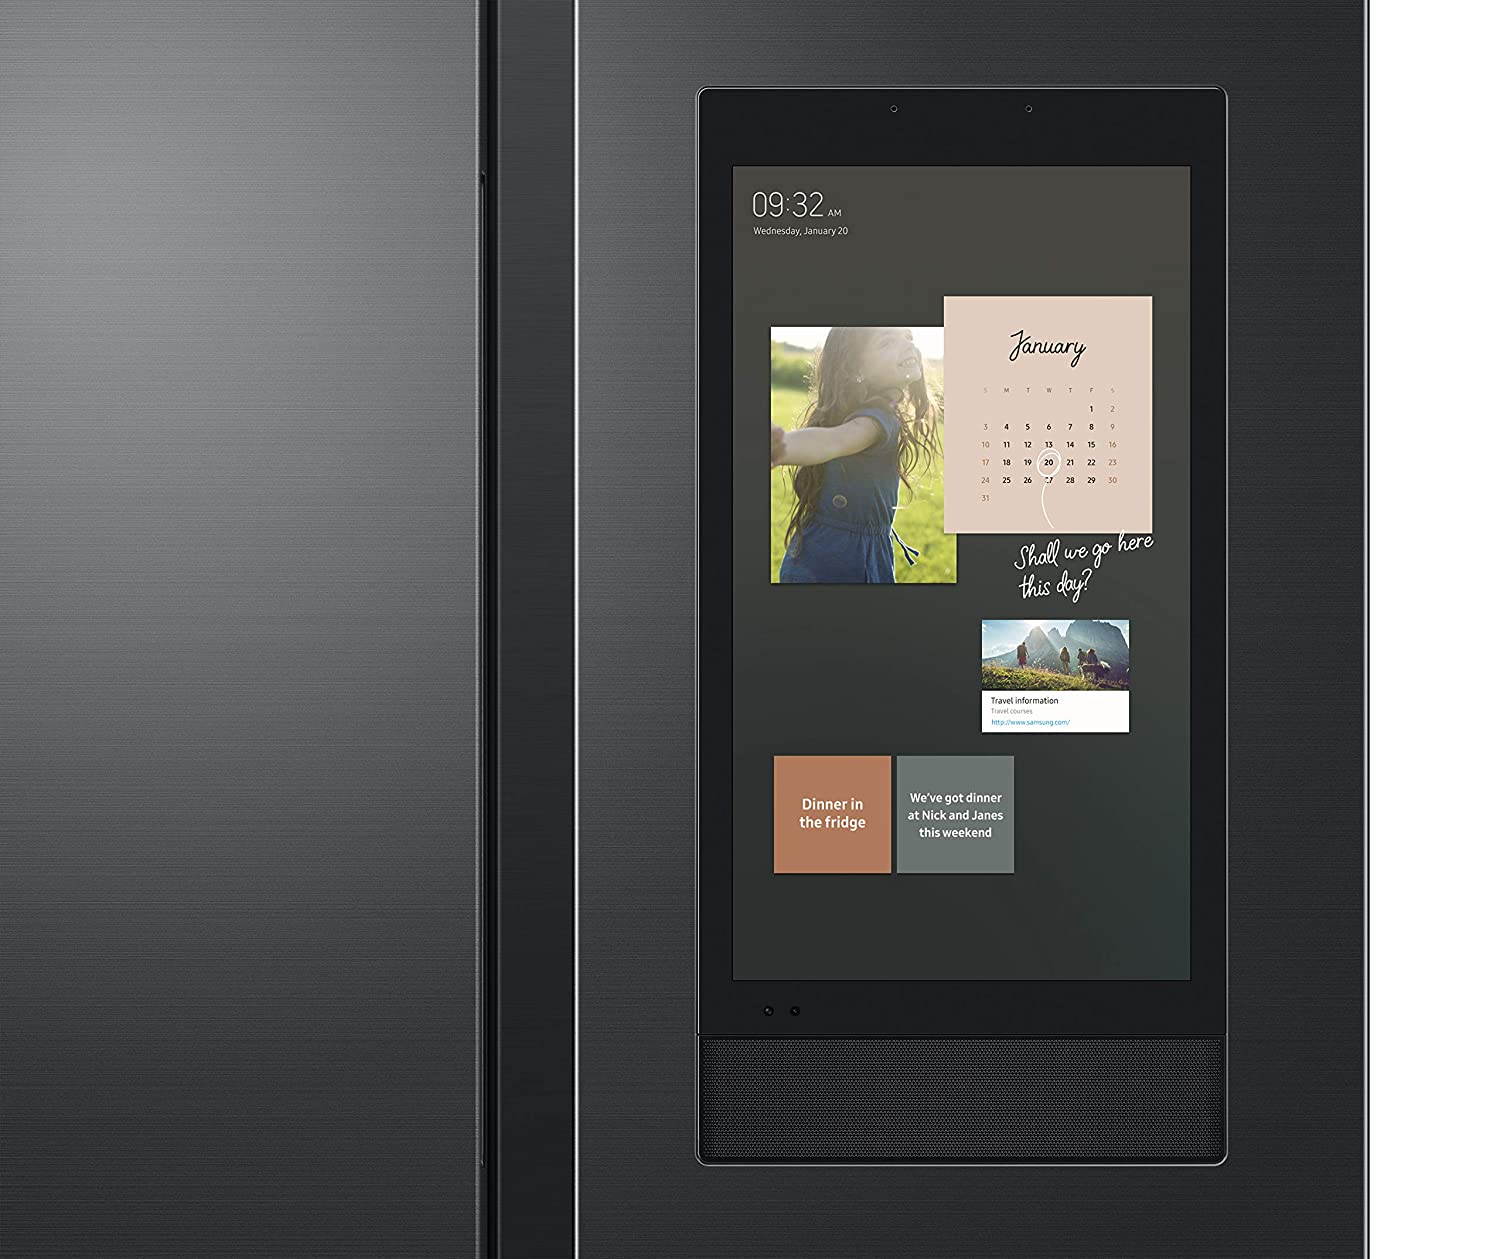 09:32 AM
Wednesday, January 20
January
S M T W T F S
1 2
3 4 5 6 7 8 9
10 11 12 13 14 15 16
17 18 19 20 21 22 23
24 25 26 27 28 29 30
31
Shall we go here
this day?
Travel information
Travel courses
http://www.samsung.com/
Dinner in
the fridge
We've got dinner
at Nick and Janes
this weekend